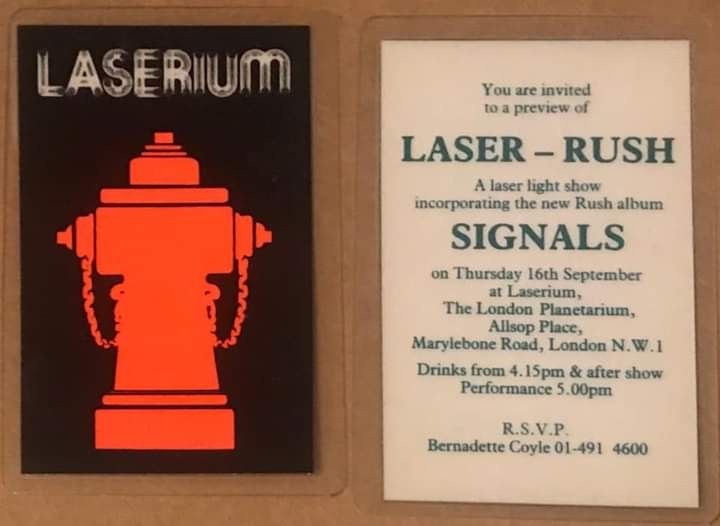 LASERIUM
You are invited
to a preview of
LASER – RUSH
A laser light show
incorporating the new Rush album
SIGNALS
on Thursday 16th September
at Laserium,
The London Planetarium,
Allsop Place,
Marylebone Road, London N.W.1
Drinks from 4.15pm & after show
Performance 5.00pm
R.S.V.P.
Bernadette Coyle 01-491 4600